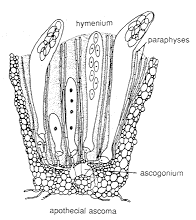 hymenium
paraphyses
ascogonium
apothecial ascoma